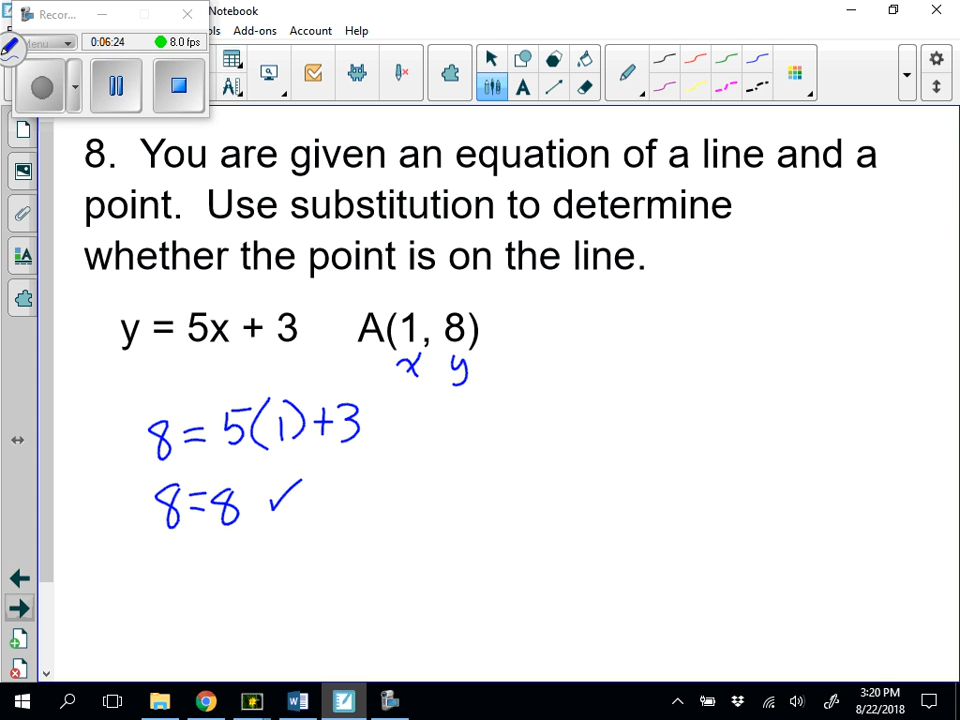 Recor...
Notebook
Menu
0:06:24
8.0 fps
Add-ons Account Help
8. You are given an equation of a line and a
point. Use substitution to determine
whether the point is on the line.
y = 5x + 3 A(1, 8)
x y
8 = 5(1)+3
8=8 ✓
3:20 PM
8/22/2018